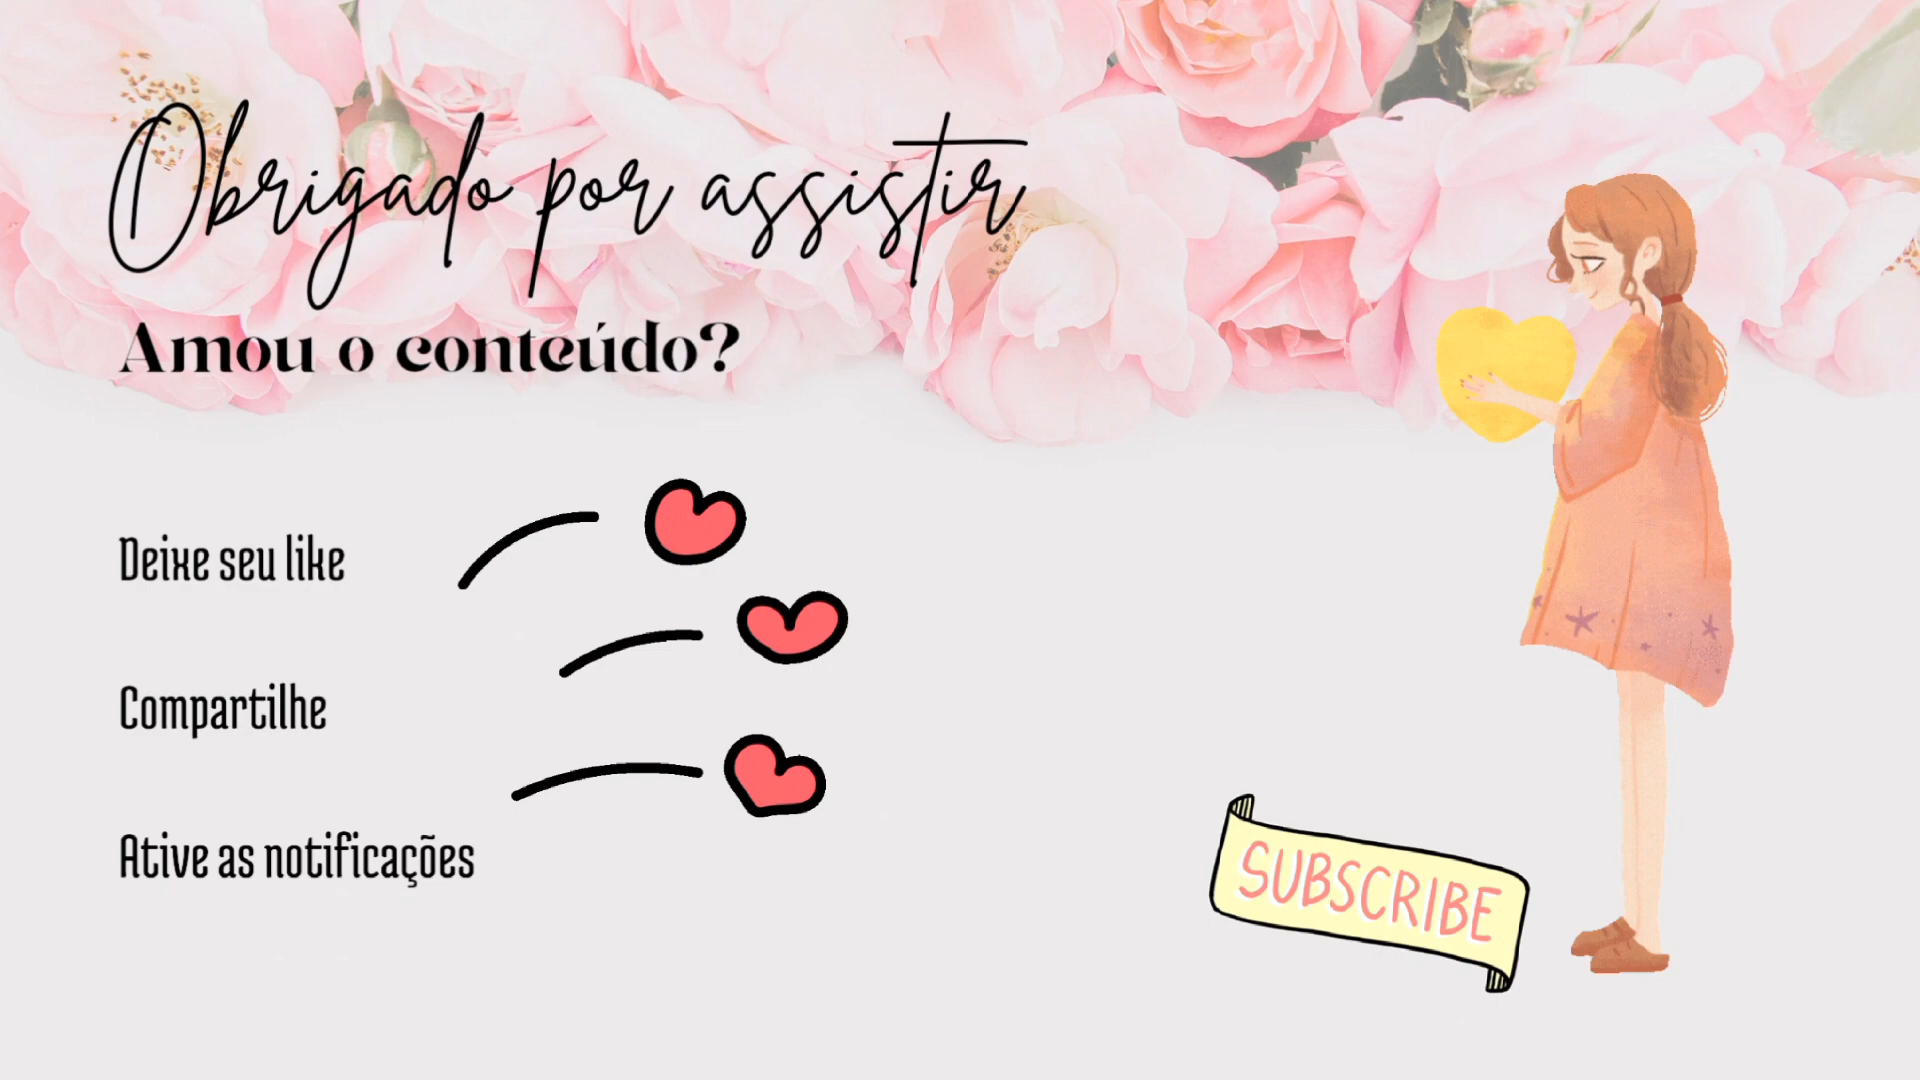 Obrigado por assistir
Amou o conteúdo?
Deixe seu like
Compartilhe
Ative as notificações
SUBSCRIBE